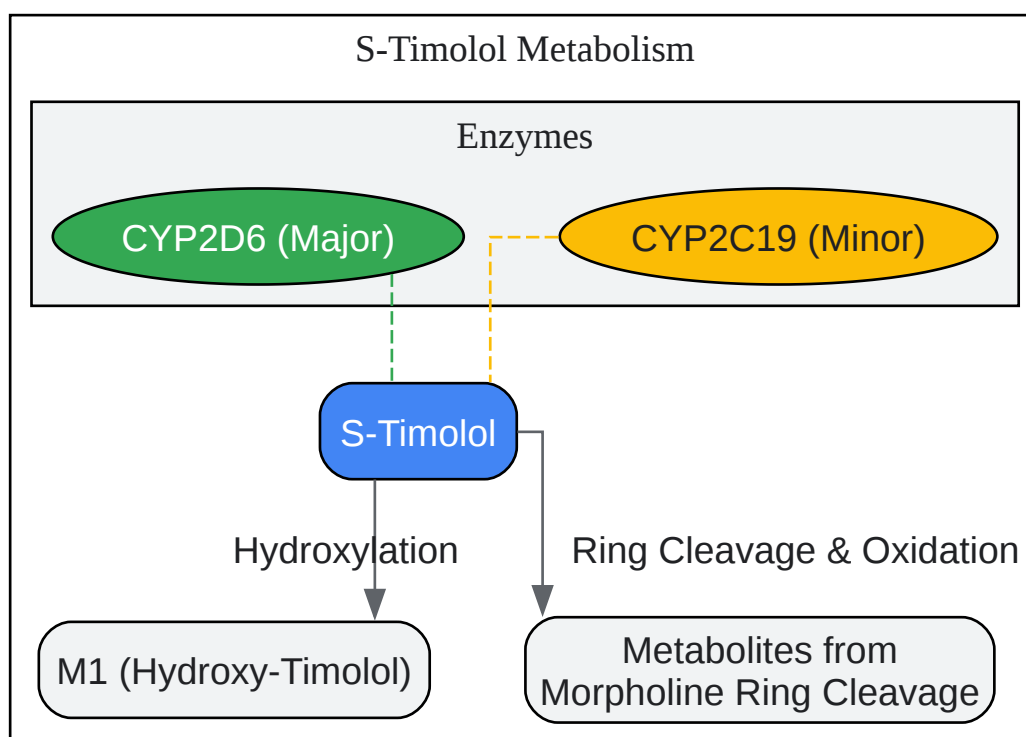 S-Timolol Metabolism
Enzymes
CYP2D6 (Major)
CYP2C19 (Minor)
S-Timolol
Hydroxylation
Ring Cleavage & Oxidation
M1 (Hydroxy-Timolol)
Metabolites from
Morpholine Ring Cleavage